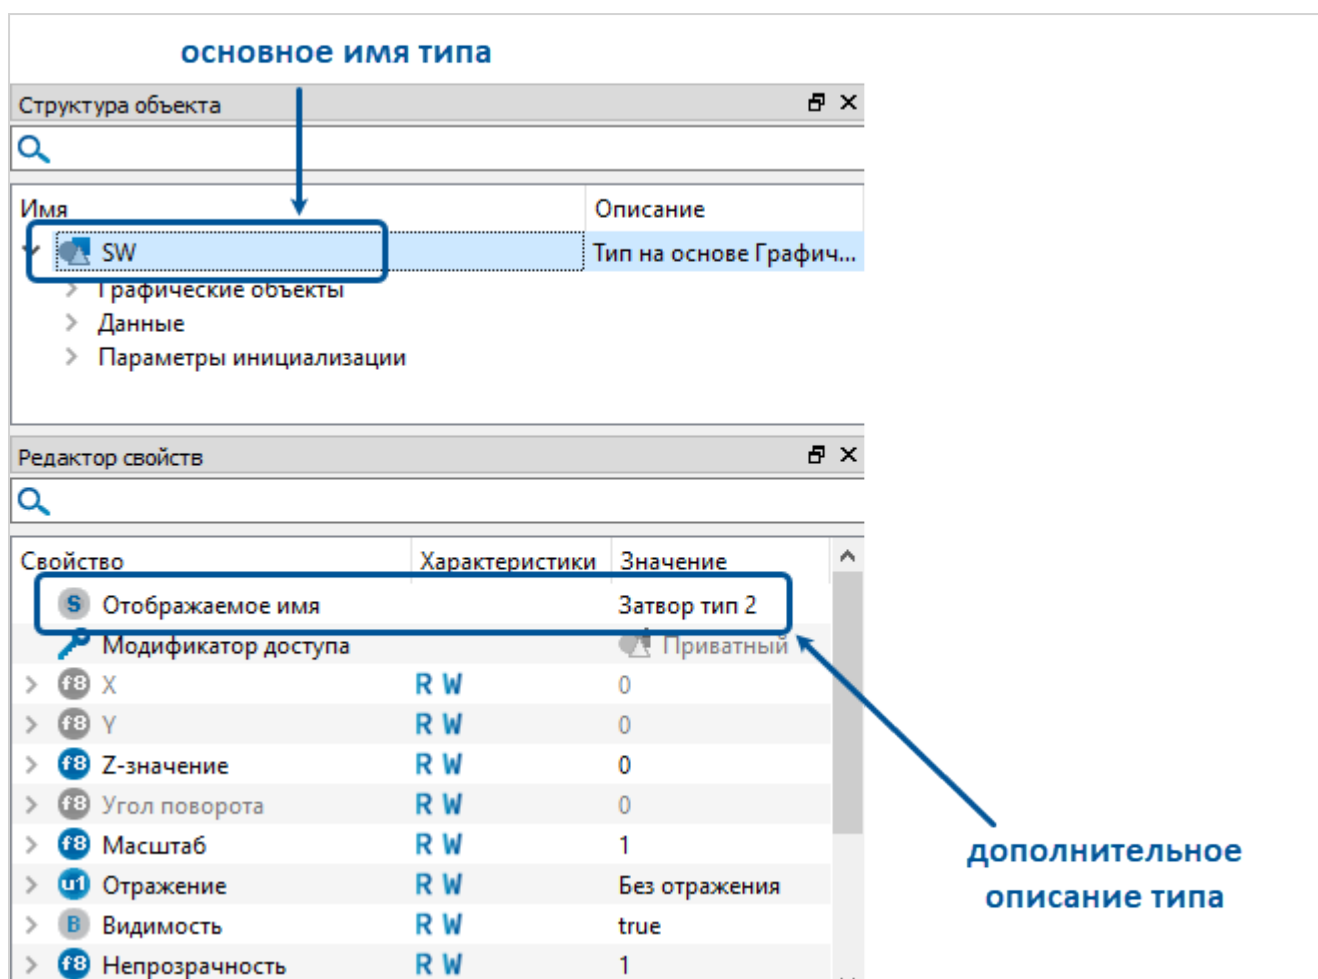 основное имя типа
Структура объекта
Имя Описание
SW Тип на основе Графич...
Графические объекты
Данные
Параметры инициализации
Редактор свойств
Свойство Характеристики Значение
S Отображаемое имя Затвор тип 2
Модификатор доступа Приватный
f8 X R W 0
f8 Y R W 0
f8 Z-значение R W 0
f8 Угол поворота R W 0
f8 Масштаб R W 1
u1 Отражение R W Без отражения
B Видимость R W true
f8 Непрозрачность R W 1
дополнительное
описание типа